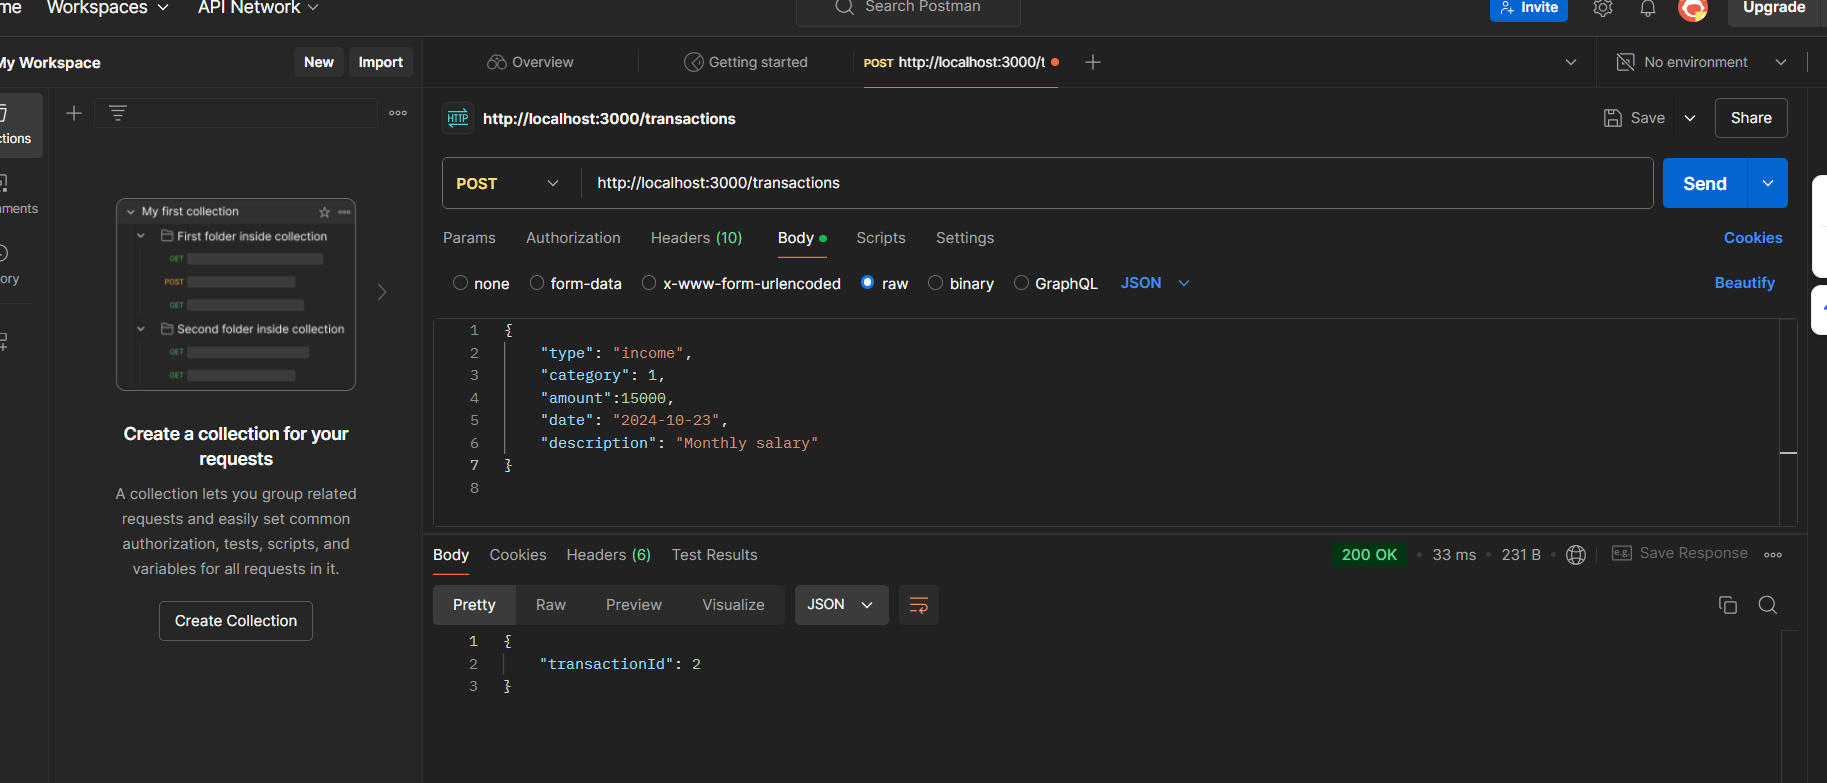 me Workspaces API Network Search Postman Invite Upgrade
My Workspace New Import Overview Getting started POST http://localhost:3000/t No environment
HTTP http://localhost:3000/transactions Save Share
POST http://localhost:3000/transactions Send
Params Authorization Headers (10) Body Scripts Settings Cookies
none form-data x-www-form-urlencoded raw binary GraphQL JSON Beautify
1 {
2 "type": "income",
3 "category": 1,
4 "amount":15000,
5 "date": "2024-10-23",
6 "description": "Monthly salary"
7 }
8
ctions
ments
ory
My first collection
First folder inside collection
GET
POST
GET
Second folder inside collection
GET
GET
Create a collection for your
requests
A collection lets you group related
requests and easily set common
authorization, tests, scripts, and
variables for all requests in it.
Create Collection
Body Cookies Headers (6) Test Results 200 OK 33 ms 231 B e.g. Save Response
Pretty Raw Preview Visualize JSON
1 {
2 "transactionId": 2
3 }